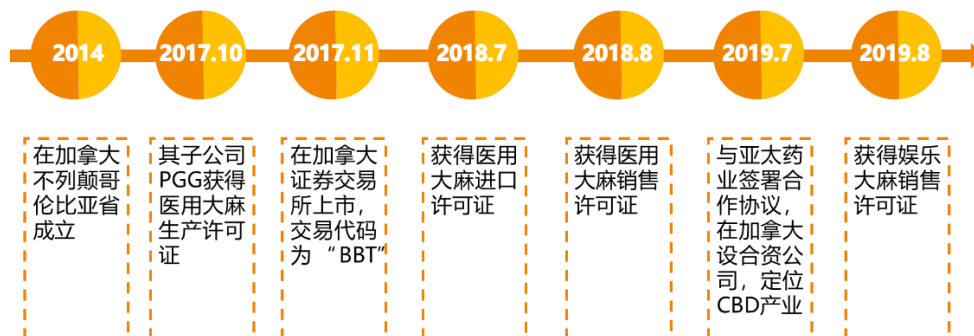 2014
2017.10
2017.11
2018.7
2018.8
2019.7
2019.8
在加拿大
不列颠哥
伦比亚省
成立
其子公司
PGG获得
医用大麻
生产许可
证
在加拿大
证券交易
所上市，
交易代码
为 “BBT”
获得医用
大麻进口
许可证
获得医用
大麻销售
许可证
与亚太药
业签署合
作协议，
在加拿大
设合资公
司，定位
CBD产业
获得娱乐
大麻销售
许可证